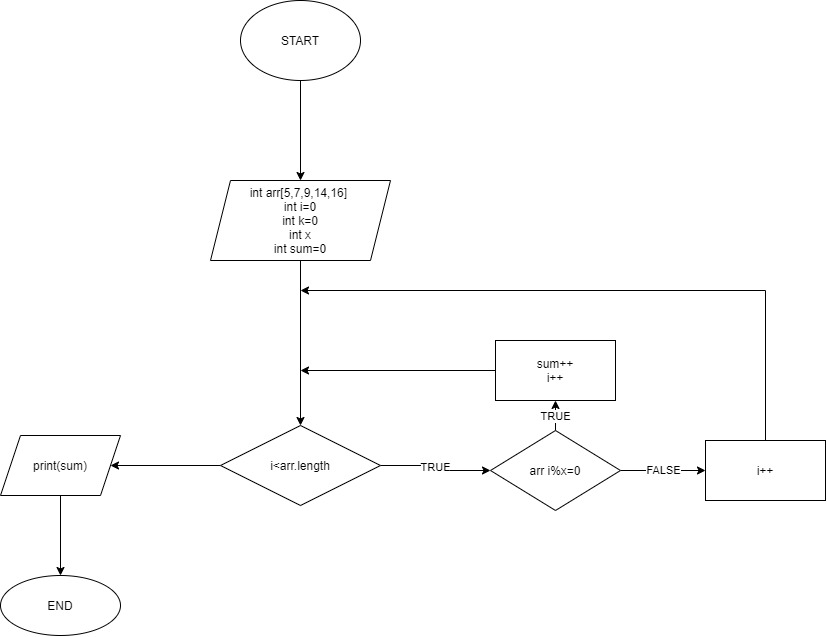 START
int arr[5,7,9,14,16]
int i=0
int k=0
int x
int sum=0
sum++
i++
TRUE
i<arr.length
TRUE
arr i%x=0
FALSE
i++
print(sum)
END